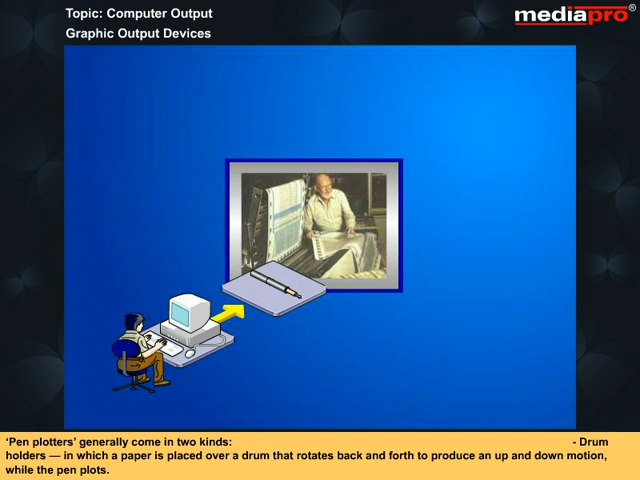 Topic: Computer Output
Graphic Output Devices
mediapro®
‘Pen plotters’ generally come in two kinds: - Drum
holders — in which a paper is placed over a drum that rotates back and forth to produce an up and down motion,
while the pen plots.